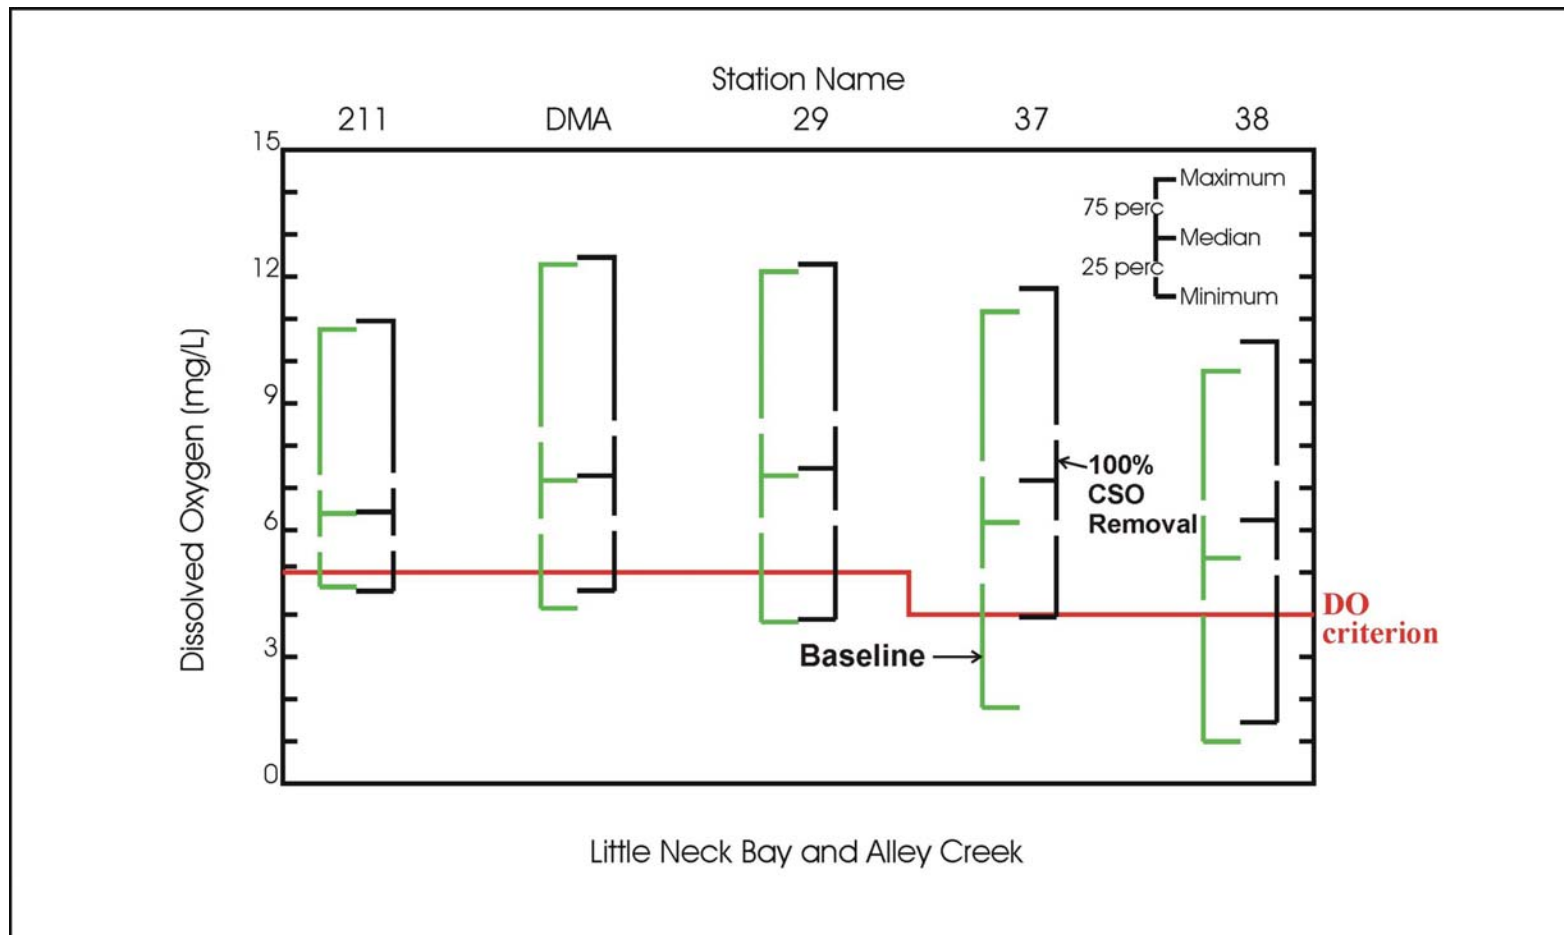 Station Name
211 DMA 29 37 38
15
12
9
6
3
0
Dissolved Oxygen (mg/L)
Maximum
75 perc
Median
25 perc
Minimum
100%
CSO
Removal
Baseline
DO
criterion
Little Neck Bay and Alley Creek